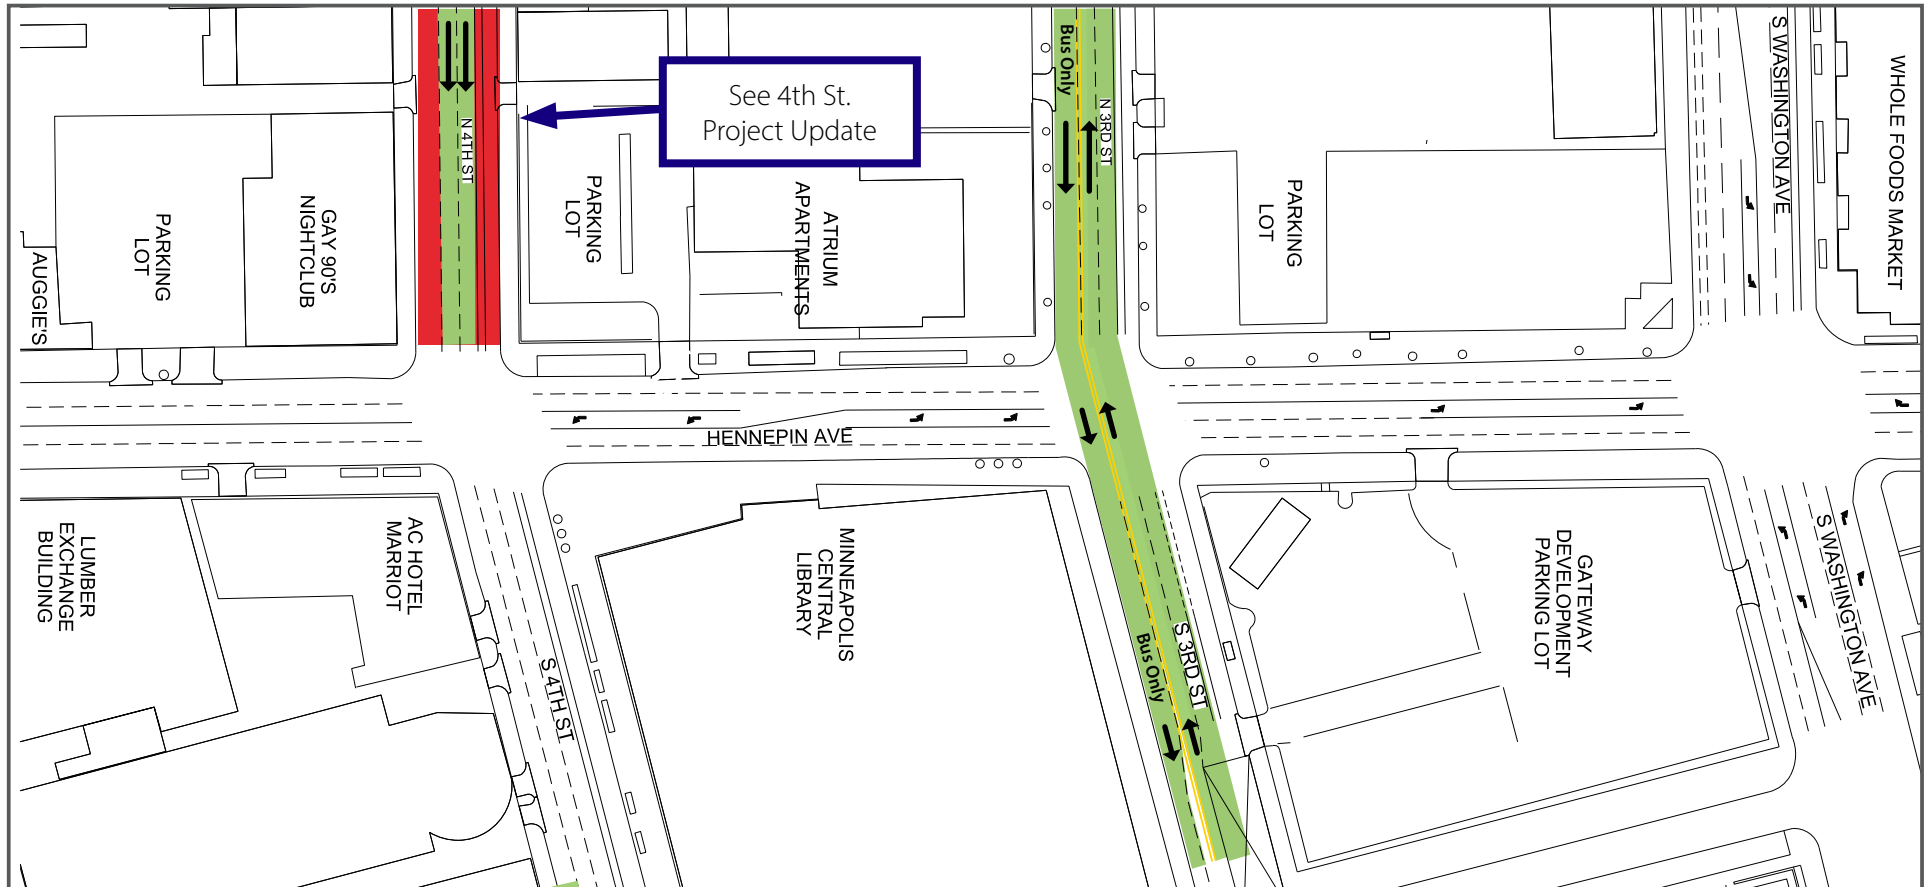 See 4th St.
Project Update
N 4TH ST
Bus Only
N 3RD ST
S WASHINGTON AVE
WHOLE FOODS MARKET
AUGGIE'S
PARKING
LOT
GAY 90'S
NIGHTCLUB
PARKING
LOT
ATRIUM
APARTMENTS
PARKING
LOT
HENNEPIN AVE
LUMBER
EXCHANGE
BUILDING
AC HOTEL
MARRIOT
S 4TH ST
MINNEAPOLIS
CENTRAL
LIBRARY
Bus Only
S 3RD ST
GATEWAY
DEVELOPMENT
PARKING LOT
S WASHINGTON AVE